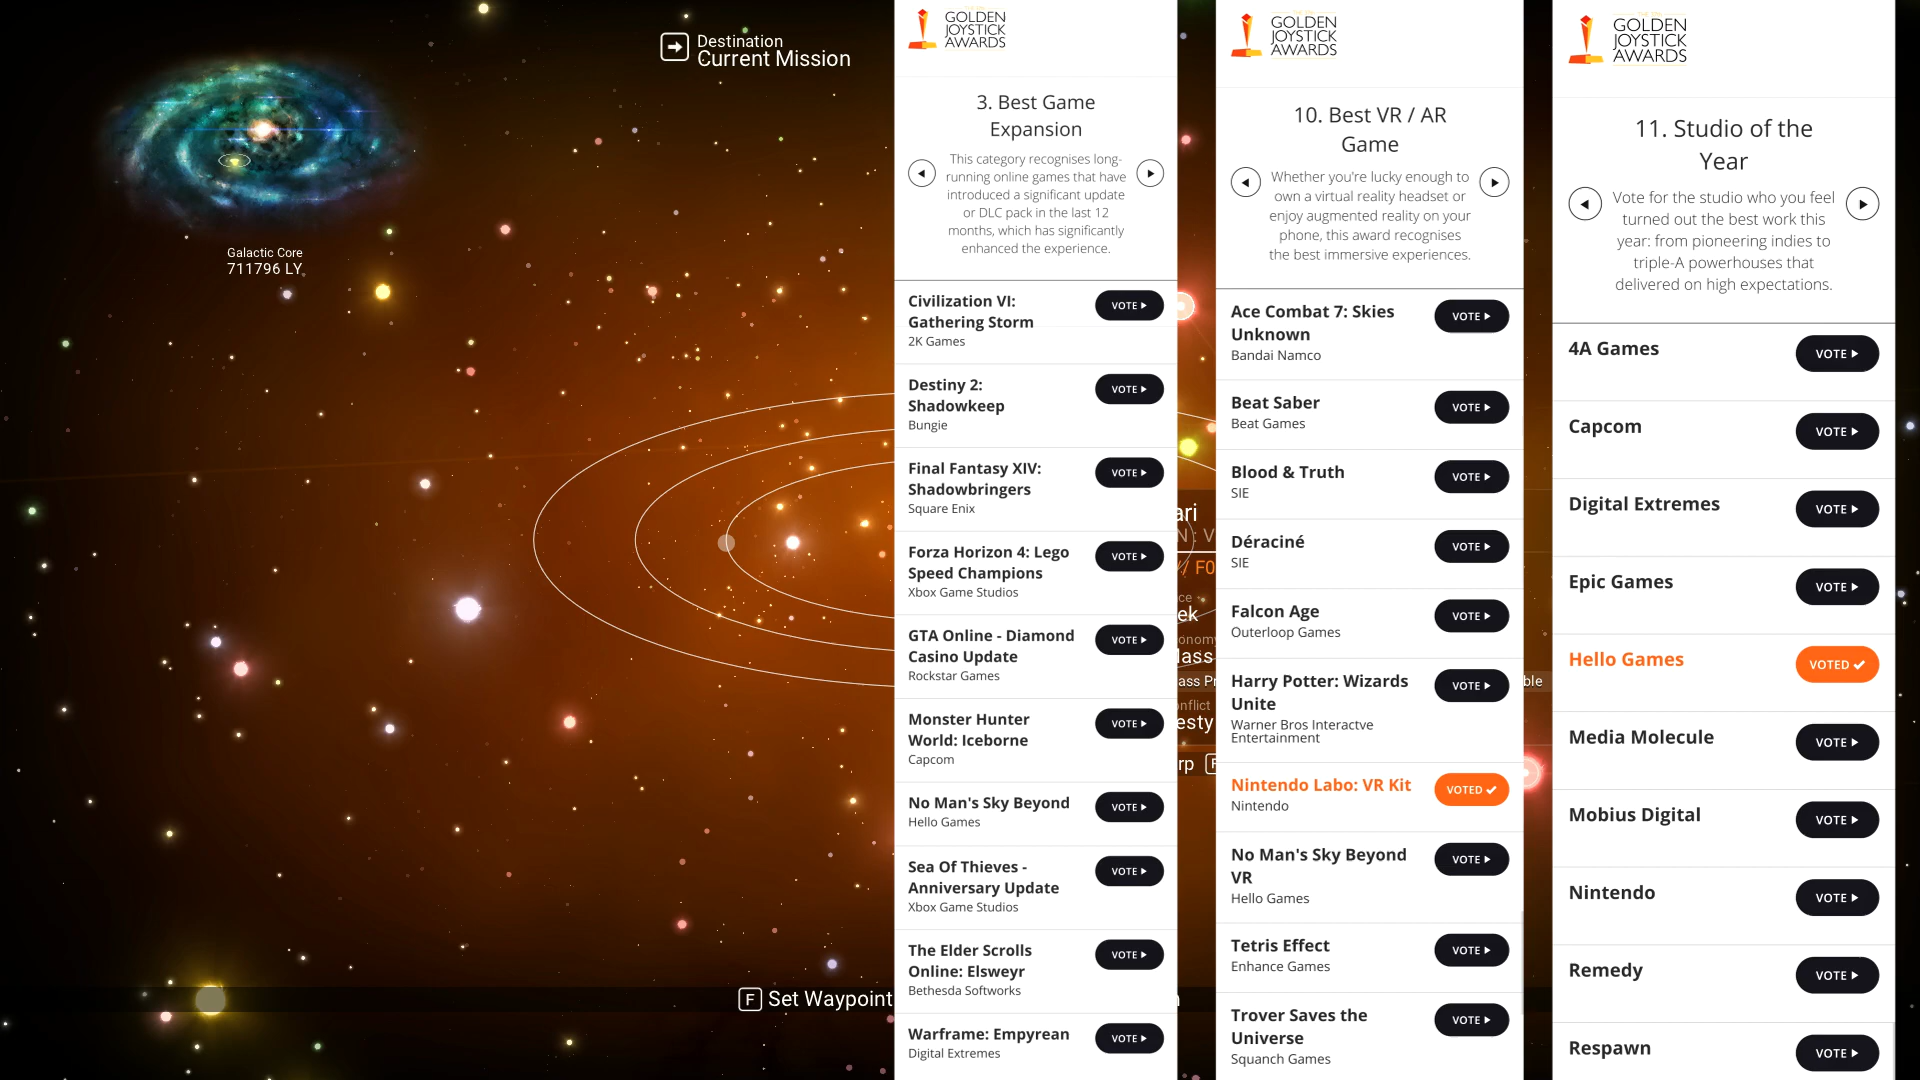 Destination
Current Mission
Galactic Core
711796 LY
F Set Waypoint
GOLDEN
JOYSTICK
AWARDS
3. Best Game
Expansion
This category recognises long-
running online games that have
introduced a significant update
or DLC pack in the last 12
months, which has significantly
enhanced the experience.
Civilization VI:
Gathering Storm
2K Games
VOTE
Destiny 2:
Shadowkeep
Bungie
VOTE
Final Fantasy XIV:
Shadowbringers
Square Enix
VOTE
Forza Horizon 4: Lego
Speed Champions
Xbox Game Studios
VOTE
GTA Online - Diamond
Casino Update
Rockstar Games
VOTE
Monster Hunter
World: Iceborne
Capcom
VOTE
No Man's Sky Beyond
Hello Games
VOTE
Sea Of Thieves -
Anniversary Update
Xbox Game Studios
VOTE
The Elder Scrolls
Online: Elsweyr
Bethesda Softworks
VOTE
Warframe: Empyrean
Digital Extremes
VOTE
GOLDEN
JOYSTICK
AWARDS
10. Best VR / AR
Game
Whether you're lucky enough to
own a virtual reality headset or
enjoy augmented reality on your
phone, this award recognises
the best immersive experiences.
Ace Combat 7: Skies
Unknown
Bandai Namco
VOTE
Beat Saber
Beat Games
VOTE
Blood & Truth
SIE
VOTE
Déraciné
SIE
VOTE
Falcon Age
Outerloop Games
VOTE
Harry Potter: Wizards
Unite
Warner Bros Interactve
Entertainment
VOTE
Nintendo Labo: VR Kit
Nintendo
VOTED
No Man's Sky Beyond
VR
Hello Games
VOTE
Tetris Effect
Enhance Games
VOTE
Trover Saves the
Universe
Squanch Games
VOTE
GOLDEN
JOYSTICK
AWARDS
11. Studio of the
Year
Vote for the studio who you feel
turned out the best work this
year: from pioneering indies to
triple-A powerhouses that
delivered on high expectations.
4A Games
VOTE
Capcom
VOTE
Digital Extremes
VOTE
Epic Games
VOTE
Hello Games
VOTED
Media Molecule
VOTE
Mobius Digital
VOTE
Nintendo
VOTE
Remedy
VOTE
Respawn
VOTE